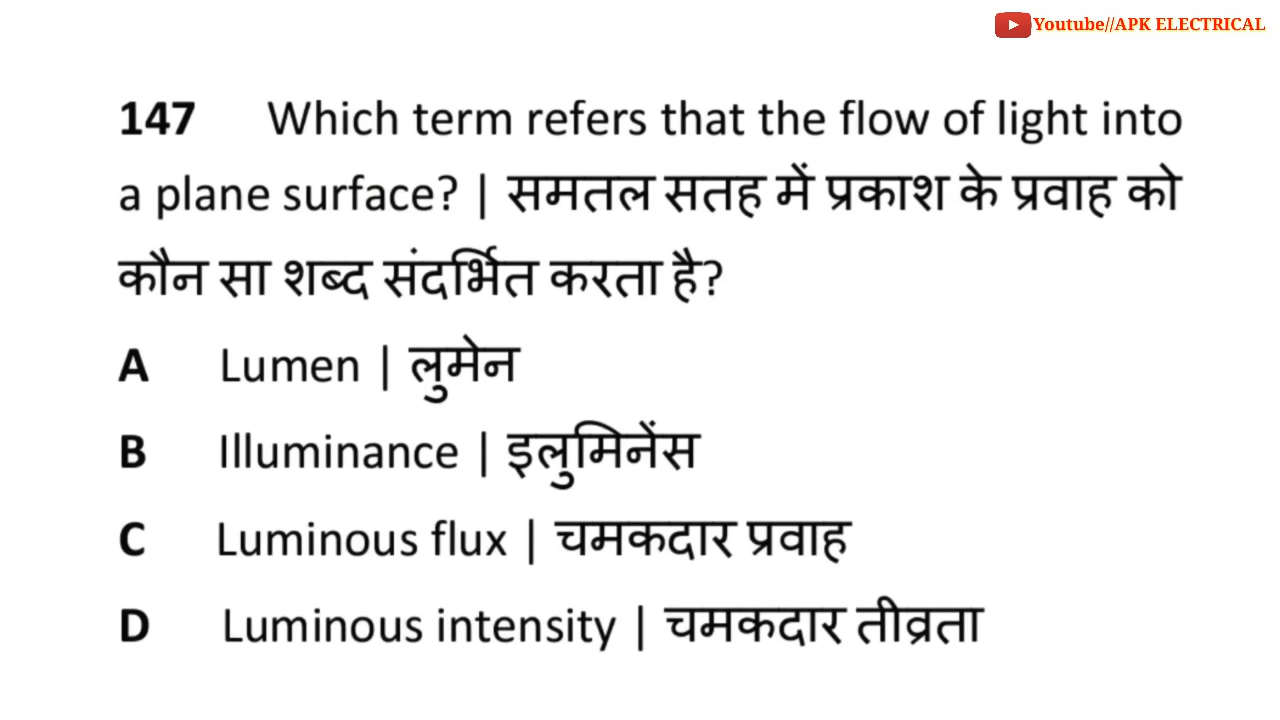 Youtube//APK ELECTRICAL
147 Which term refers that the flow of light into
a plane surface? | समतल सतह में प्रकाश के प्रवाह को
कौन सा शब्द संदर्भित करता है?
A Lumen | लुमेन
B Illuminance | इलुमिनेंस
C Luminous flux | चमकदार प्रवाह
D Luminous intensity | चमकदार तीव्रता